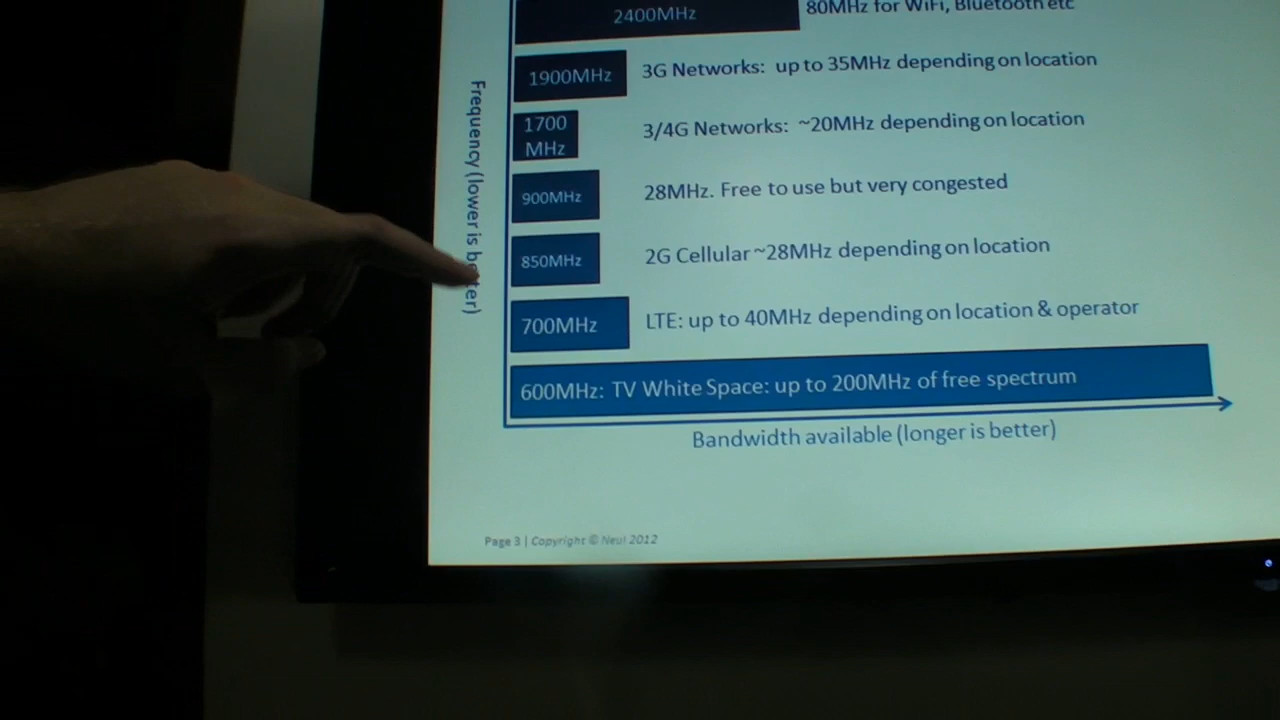 2400MHz
80MHz for WiFi, Bluetooth etc
1900MHz
3G Networks: up to 35MHz depending on location
1700
MHz
3/4G Networks: ~20MHz depending on location
900MHz
28MHz. Free to use but very congested
850MHz
2G Cellular ~28MHz depending on location
700MHz
LTE: up to 40MHz depending on location & operator
600MHz: TV White Space: up to 200MHz of free spectrum
Frequency (lower is better)
Bandwidth available (longer is better)
Page 3 | Copyright © Neul 2012